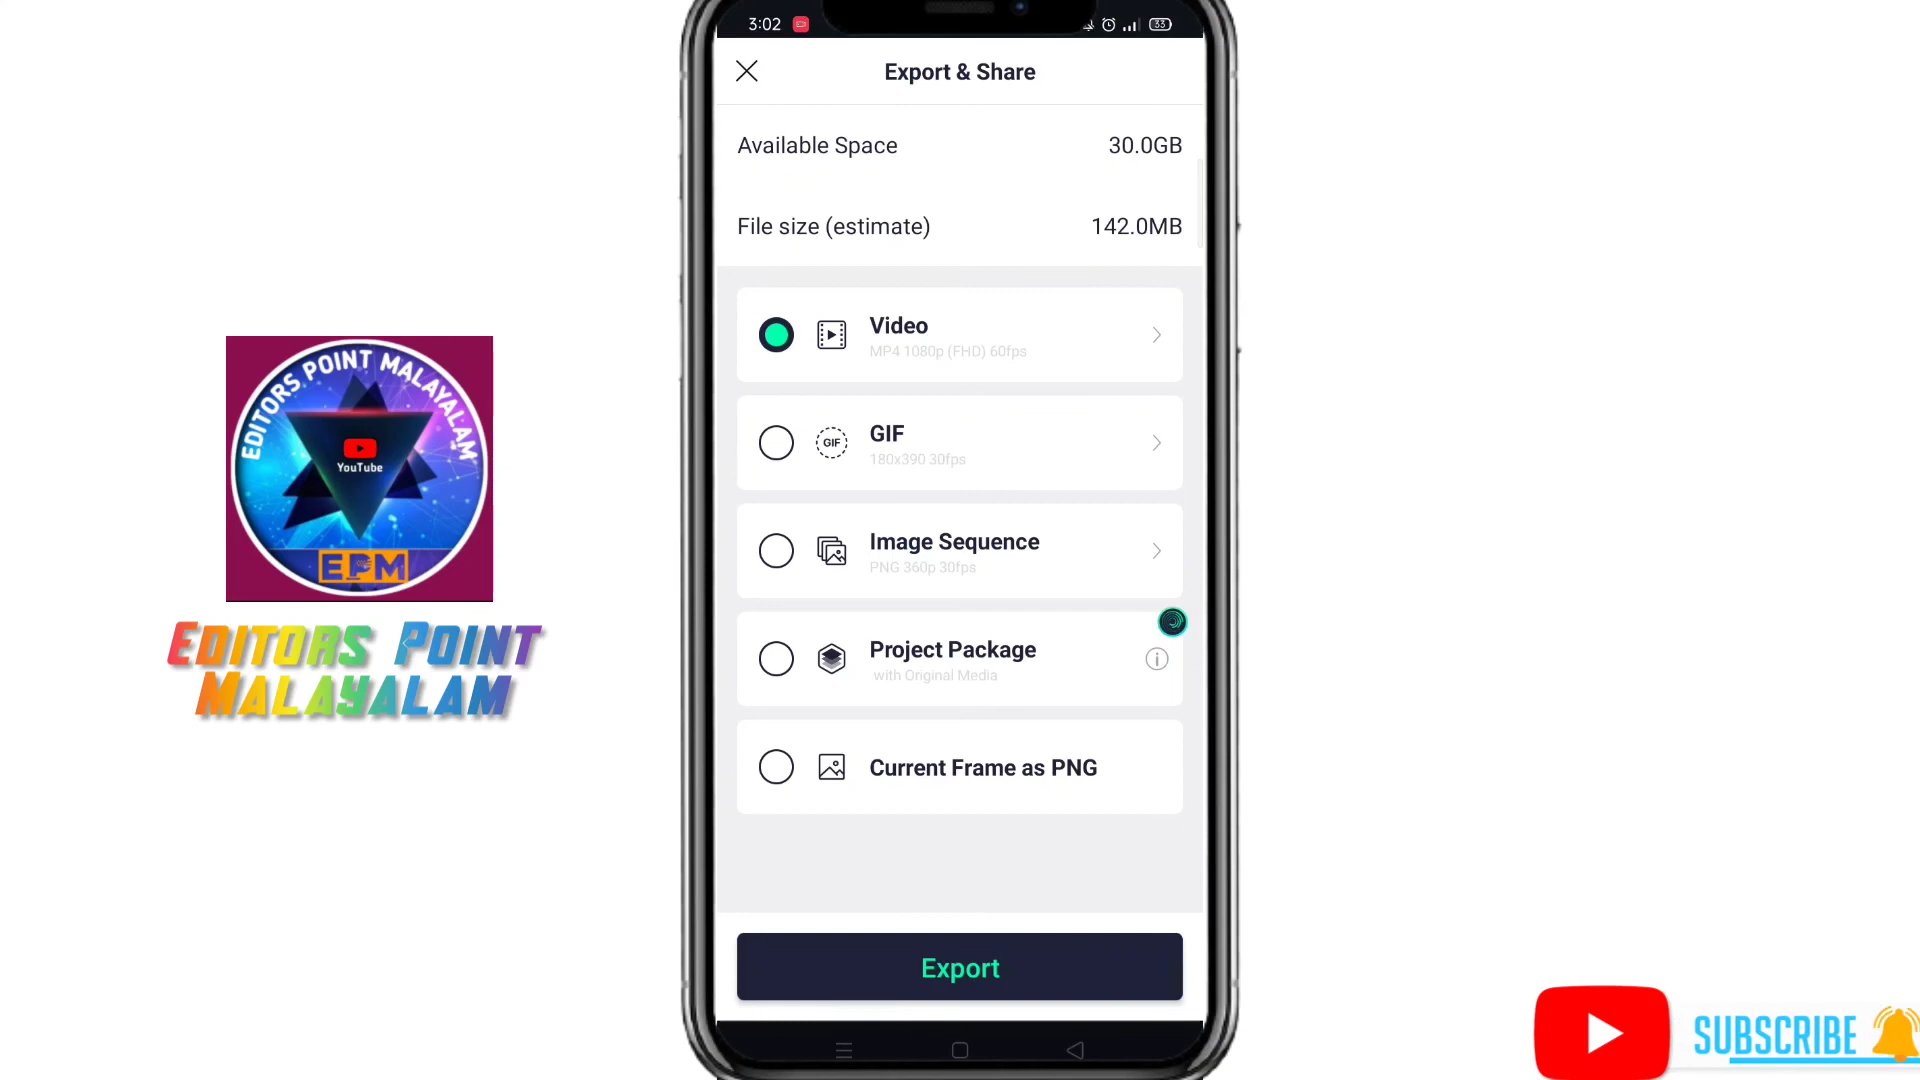 3:02
33
Export & Share
Available Space 30.0GB
File size (estimate) 142.0MB
Video
MP4 1080p (FHD) 60fps
GIF
GIF
180x390 30fps
Image Sequence
PNG 360p 30fps
Project Package
with Original Media
Current Frame as PNG
Export
EDITORS POINT MALAYALAM
YouTube
EPM
EDITORS POINT
MALAYALAM
SUBSCRIBE